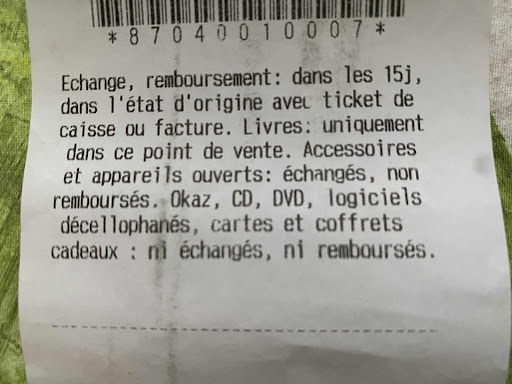 *87040010007*
Echange, remboursement: dans les 15j,
dans l'état d'origine avec ticket de
caisse ou facture. Livres: uniquement
dans ce point de vente. Accessoires
et appareils ouverts: échangés, non
remboursés. Okaz, CD, DVD, logiciels
décellophanés, cartes et coffrets
cadeaux : ni échangés, ni remboursés.